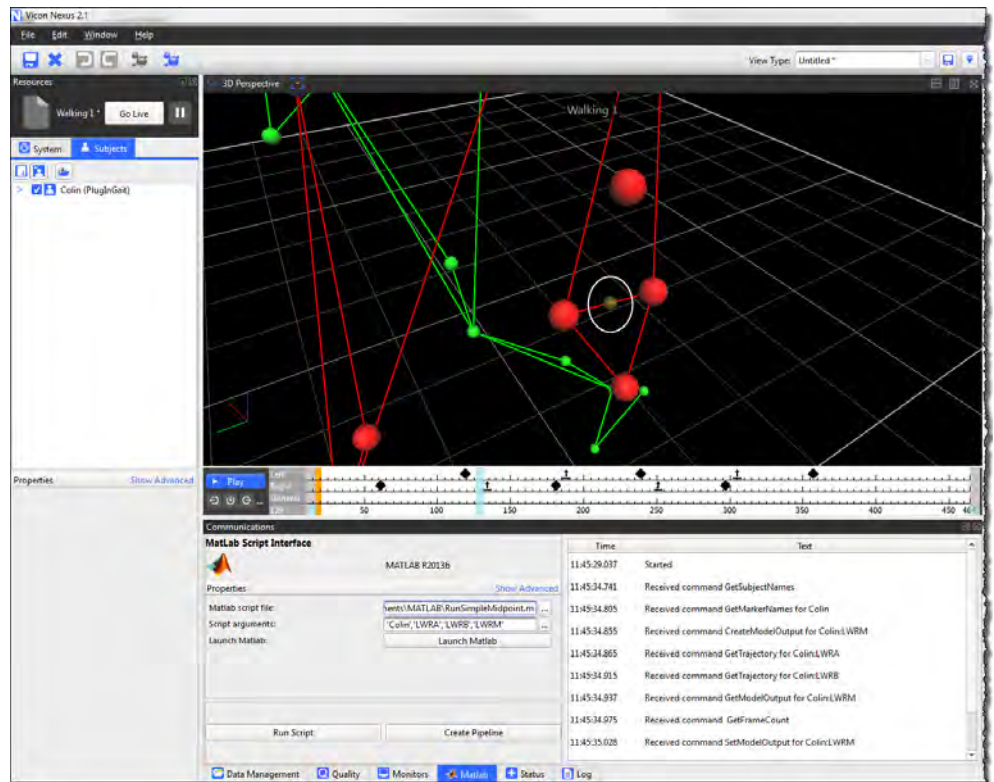 Vicon Nexus 2.1
File Edit Window Help
View Type: Untitled *
Resources
3D Perspective
Walking 1 * Go Live
Walking 1
System Subjects
Colin (PlugInGait)
Properties Show Advanced
Play
50 100 150 200 250 300 350 400 450
Communications
MatLab Script Interface
MATLAB R2013b
Properties Show Advanced
Matlab script file: ents\MATLAB\RunSimpleMidpoint.m ...
Script arguments: 'Colin','LWRA','LWRB','LWRM' ...
Launch Matlab: Launch Matlab
Run Script Create Pipeline
Time Text
11:45:29.037 Started
11:45:34.741 Received command GetSubjectNames
11:45:34.805 Received command GetMarkerNames for Colin
11:45:34.855 Received command CreateModelOutput for Colin:LWRM
11:45:34.865 Received command GetTrajectory for Colin:LWRA
11:45:34.915 Received command GetTrajectory for Colin:LWRB
11:45:34.937 Received command GetModelOutput for Colin:LWRM
11:45:34.975 Received command GetFrameCount
11:45:35.028 Received command SetModelOutput for Colin:LWRM
Data Management Quality Monitors Matlab Status Log